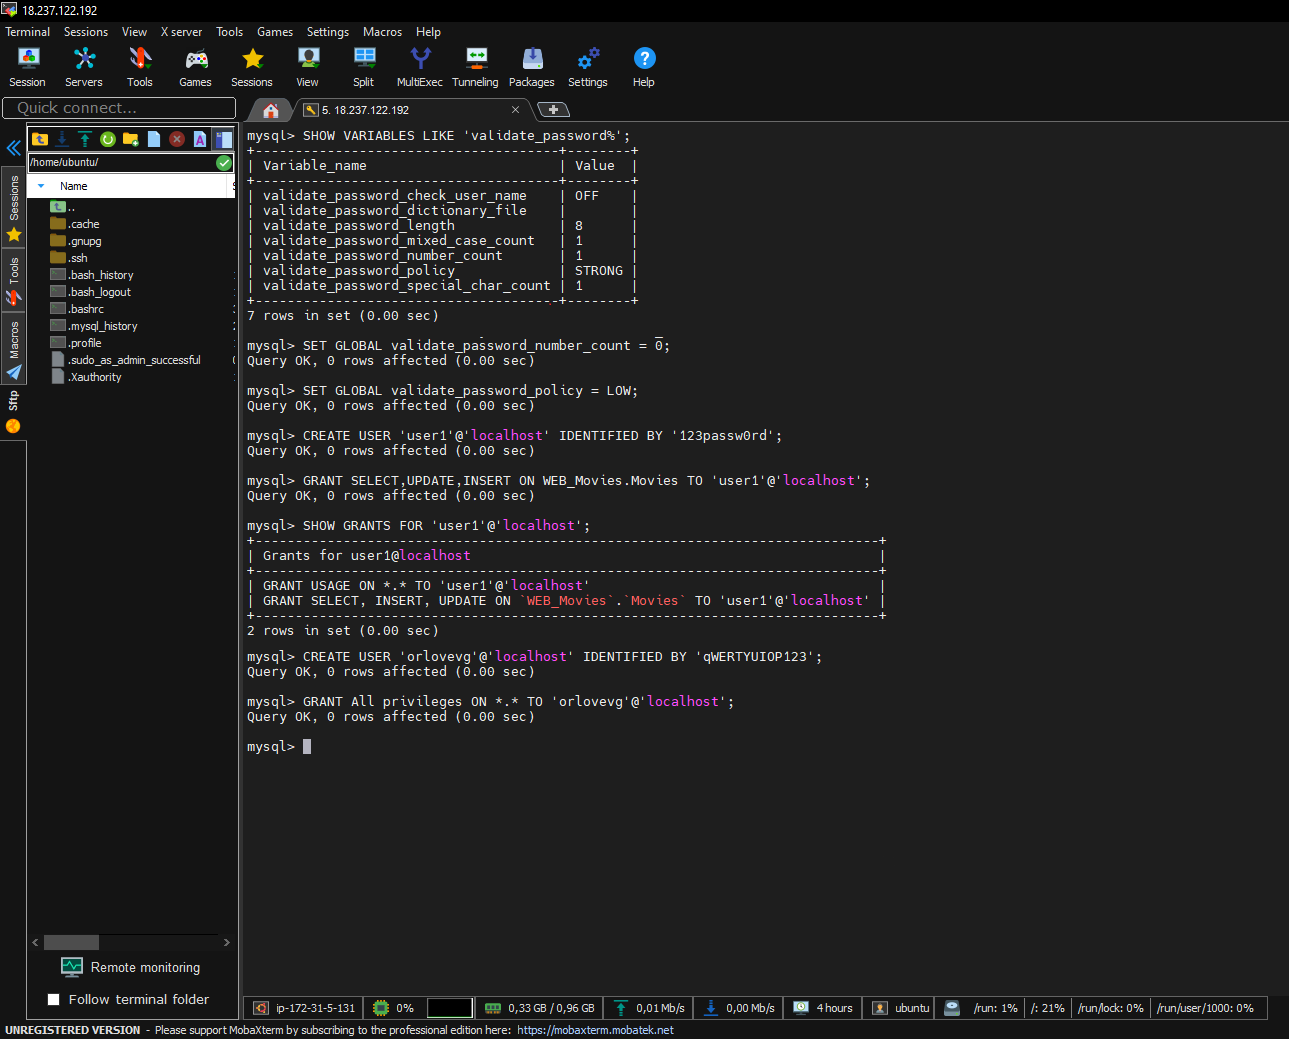 18.237.122.192
Terminal Sessions View X server Tools Games Settings Macros Help
Session Servers Tools Games Sessions View Split MultiExec Tunneling Packages Settings Help
Quick connect...
5. 18.237.122.192
/home/ubuntu/
Name
..
.cache
.gnupg
.ssh
.bash_history
.bash_logout
.bashrc
.mysql_history
.profile
.sudo_as_admin_successful
.Xauthority
Sessions
Tools
Macros
Sftp
mysql> SHOW VARIABLES LIKE 'validate_password%';
+--------------------------------------+--------+
| Variable_name                        | Value  |
+--------------------------------------+--------+
| validate_password_check_user_name    | OFF    |
| validate_password_dictionary_file    |        |
| validate_password_length             | 8      |
| validate_password_mixed_case_count   | 1      |
| validate_password_number_count       | 1      |
| validate_password_policy             | STRONG |
| validate_password_special_char_count | 1      |
+--------------------------------------+--------+
7 rows in set (0.00 sec)
mysql> SET GLOBAL validate_password_number_count = 0;
Query OK, 0 rows affected (0.00 sec)
mysql> SET GLOBAL validate_password_policy = LOW;
Query OK, 0 rows affected (0.00 sec)
mysql> CREATE USER 'user1'@'localhost' IDENTIFIED BY '123passw0rd';
Query OK, 0 rows affected (0.00 sec)
mysql> GRANT SELECT,UPDATE,INSERT ON WEB_Movies.Movies TO 'user1'@'localhost';
Query OK, 0 rows affected (0.00 sec)
mysql> SHOW GRANTS FOR 'user1'@'localhost';
+------------------------------------------------------------------------------+
| Grants for user1@localhost                                                   |
+------------------------------------------------------------------------------+
| GRANT USAGE ON *.* TO 'user1'@'localhost'                                    |
| GRANT SELECT, INSERT, UPDATE ON `WEB_Movies`.`Movies` TO 'user1'@'localhost' |
+------------------------------------------------------------------------------+
2 rows in set (0.00 sec)
mysql> CREATE USER 'orlovevg'@'localhost' IDENTIFIED BY 'qWERTYUIOP123';
Query OK, 0 rows affected (0.00 sec)
mysql> GRANT All privileges ON *.* TO 'orlovevg'@'localhost';
Query OK, 0 rows affected (0.00 sec)
mysql>
Remote monitoring
Follow terminal folder
ip-172-31-5-131 0% 0,33 GB / 0,96 GB 0,01 Mb/s 0,00 Mb/s 4 hours ubuntu /run: 1% /: 21% /run/lock: 0% /run/user/1000: 0%
UNREGISTERED VERSION - Please support MobaXterm by subscribing to the professional edition here: https://mobaxterm.mobatek.net